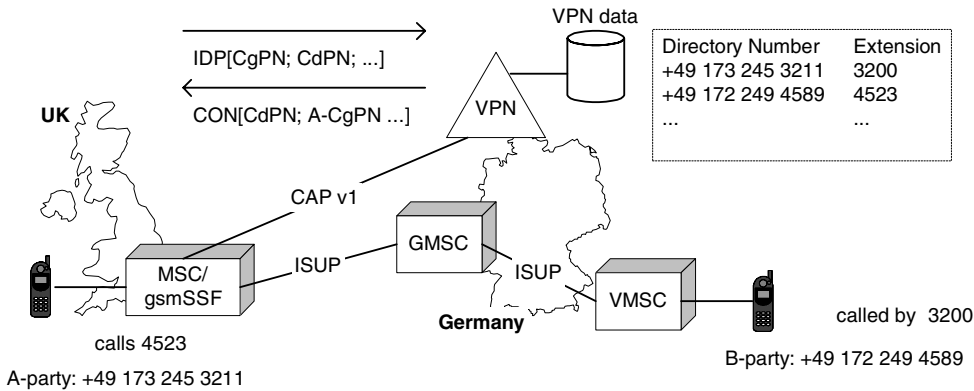 VPN data
IDP[CgPN; CdPN; ...]
CON[CdPN; A-CgPN ...]
Directory Number Extension
+49 173 245 3211 3200
+49 172 249 4589 4523
... ...
UK
VPN
CAP v1
GMSC
ISUP
ISUP
MSC/
gsmSSF
VMSC
Germany
calls 4523
called by 3200
A-party: +49 173 245 3211
B-party: +49 172 249 4589